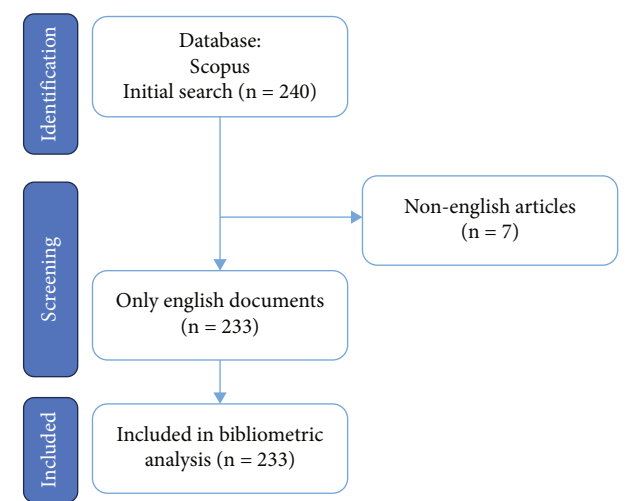 Identification
Database:
Scopus
Initial search (n = 240)
Screening
Non-english articles
(n = 7)
Only english documents
(n = 233)
Included
Included in bibliometric
analysis (n = 233)